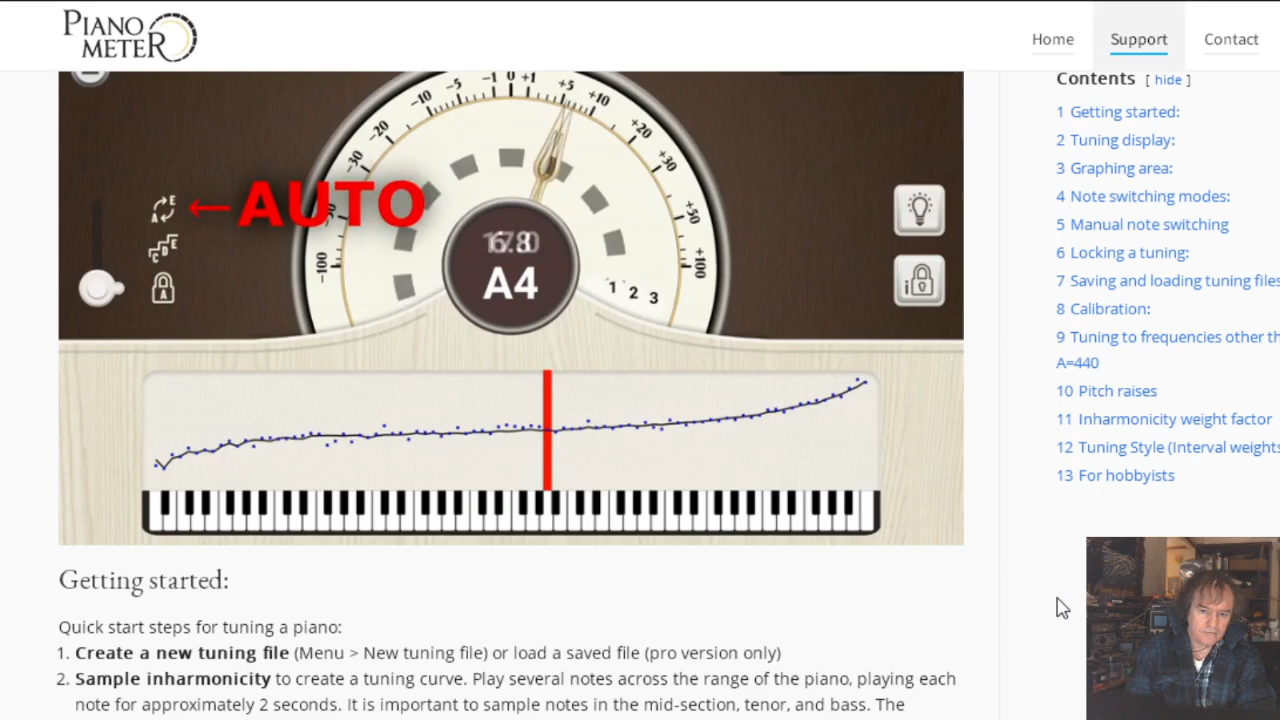 PIANO
METER
Home
Support
Contact
-100
-30
-20
-10
-5
-1
0
+1
+5
+10
+20
+30
+50
+100
A E
←AUTO
C D E
A
A4
1 2 3
i
Getting started:
Quick start steps for tuning a piano:
1. Create a new tuning file (Menu > New tuning file) or load a saved file (pro version only)
2. Sample inharmonicity to create a tuning curve. Play several notes across the range of the piano, playing each
note for approximately 2 seconds. It is important to sample notes in the mid-section, tenor, and bass. The
Contents [ hide ]
1 Getting started:
2 Tuning display:
3 Graphing area:
4 Note switching modes:
5 Manual note switching
6 Locking a tuning:
7 Saving and loading tuning files
8 Calibration:
9 Tuning to frequencies other th
A=440
10 Pitch raises
11 Inharmonicity weight factor
12 Tuning Style (Interval weights
13 For hobbyists